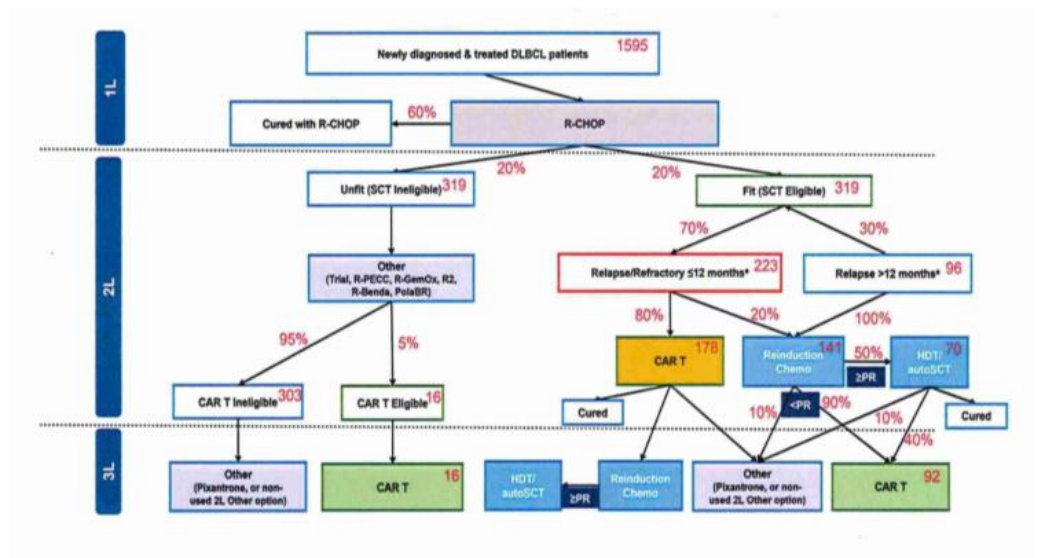 1L
Newly diagnosed & treated DLBCL patients
1595
Cured with R-CHOP
60%
R-CHOP
20%
20%
2L
Unfit (SCT Ineligible)
319
Fit (SCT Eligible)
319
70%
30%
Other
(Trial, R-PECC, R-GemOx, R2,
R-Benda, PolaBR)
Relapse/Refractory ≤12 months*
223
Relapse >12 months*
96
95%
5%
80%
20%
100%
CAR T
178
Reinduction
Chemo
141
50%
≥PR
HDT/
autoSCT
70
CAR T Ineligible
303
CAR T Eligible
16
Cured
10%
<PR
90%
10%
Cured
40%
3L
Other
(Pixantrone, or non-
used 2L Other option)
CAR T
16
HDT/
autoSCT
≥PR
Reinduction
Chemo
Other
(Pixantrone, or non-
used 2L Other option)
CAR T
92